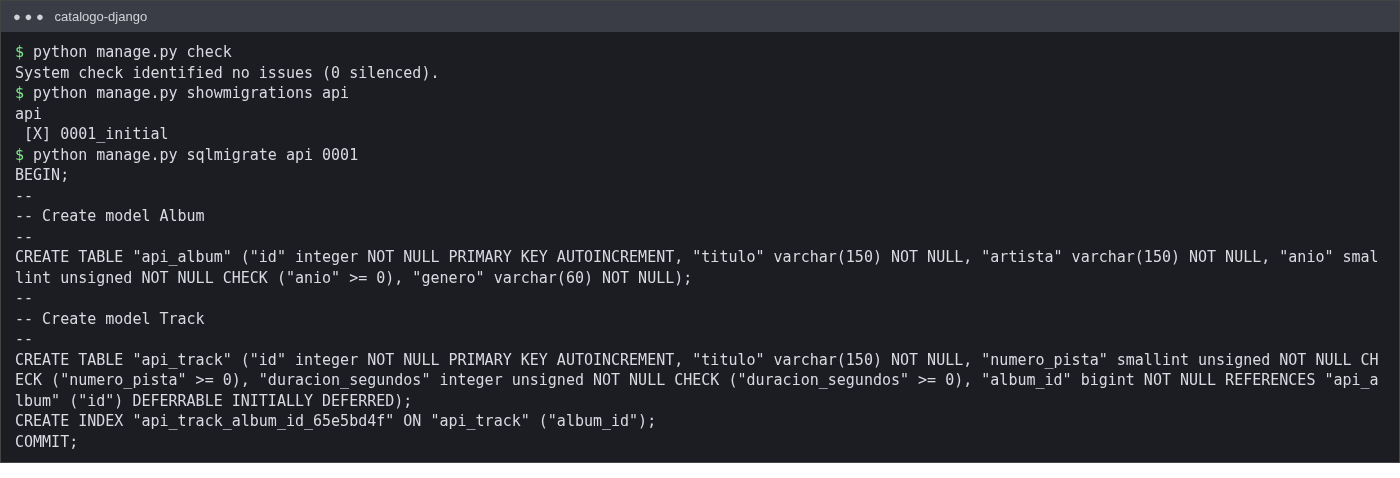 catalogo-django
$ python manage.py check
System check identified no issues (0 silenced).
$ python manage.py showmigrations api
api
 [X] 0001_initial
$ python manage.py sqlmigrate api 0001
BEGIN;
--
-- Create model Album
--
CREATE TABLE "api_album" ("id" integer NOT NULL PRIMARY KEY AUTOINCREMENT, "titulo" varchar(150) NOT NULL, "artista" varchar(150) NOT NULL, "anio" smal
lint unsigned NOT NULL CHECK ("anio" >= 0), "genero" varchar(60) NOT NULL);
--
-- Create model Track
--
CREATE TABLE "api_track" ("id" integer NOT NULL PRIMARY KEY AUTOINCREMENT, "titulo" varchar(150) NOT NULL, "numero_pista" smallint unsigned NOT NULL CH
ECK ("numero_pista" >= 0), "duracion_segundos" integer unsigned NOT NULL CHECK ("duracion_segundos" >= 0), "album_id" bigint NOT NULL REFERENCES "api_a
lbum" ("id") DEFERRABLE INITIALLY DEFERRED);
CREATE INDEX "api_track_album_id_65e5bd4f" ON "api_track" ("album_id");
COMMIT;